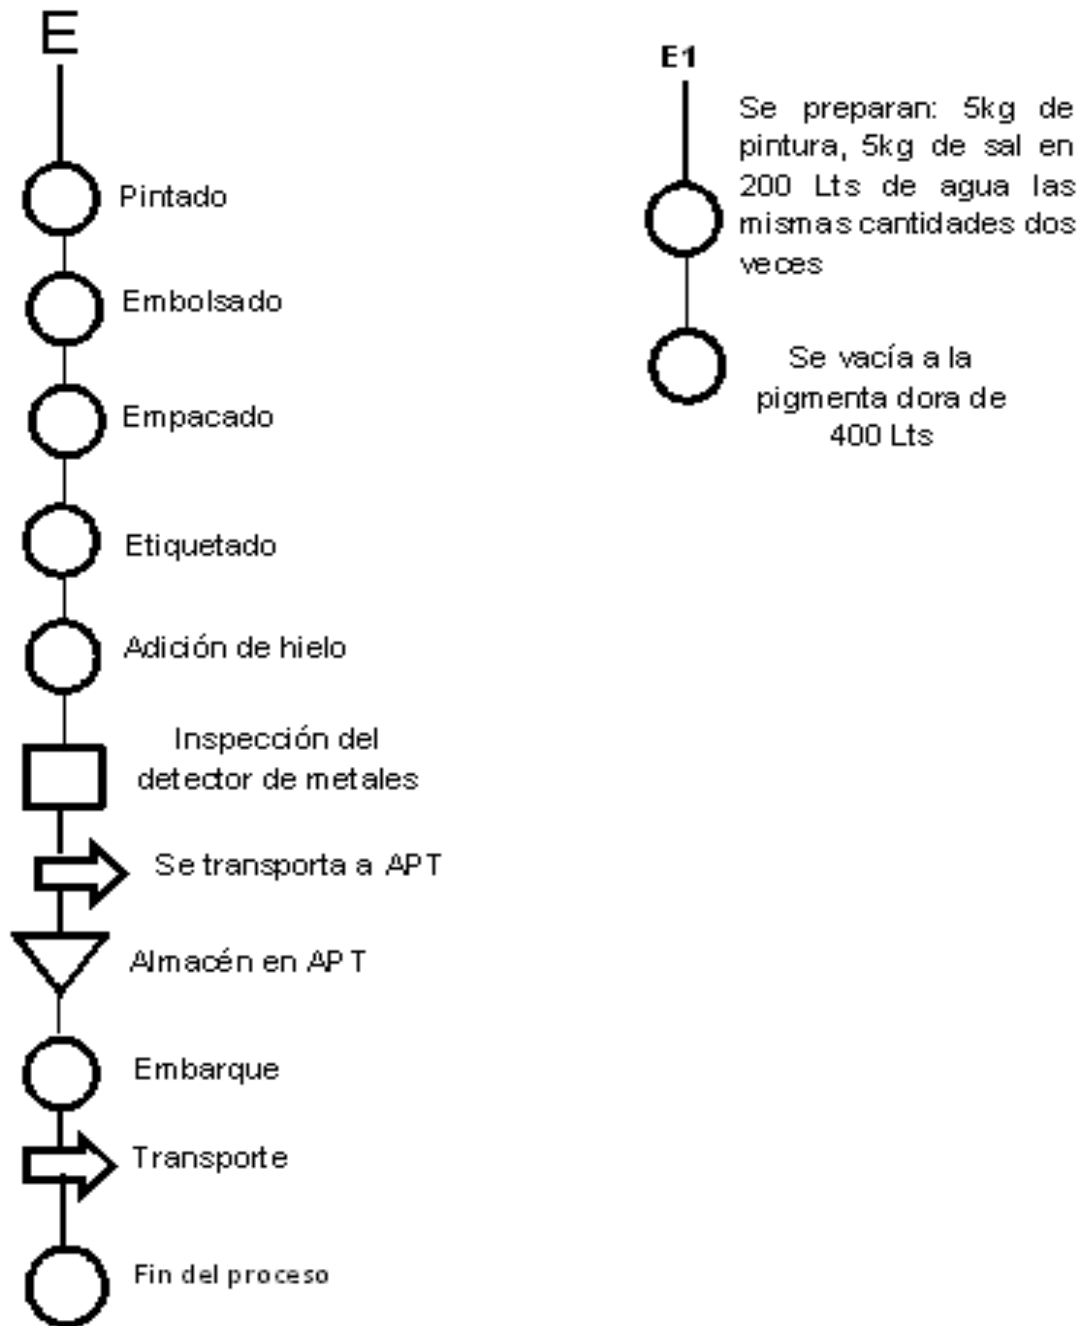 E
Pintado
Embolsado
Empacado
Etiquetado
Adición de hielo
Inspección del
detector de metales
Se transporta a APT
Almacén en APT
Embarque
Transporte
Fin del proceso
E1
Se preparan: 5kg de
pintura, 5kg de sal en
200 Lts de agua las
mismas cantidades dos
veces
Se vacía a la
pigmenta dora de
400 Lts